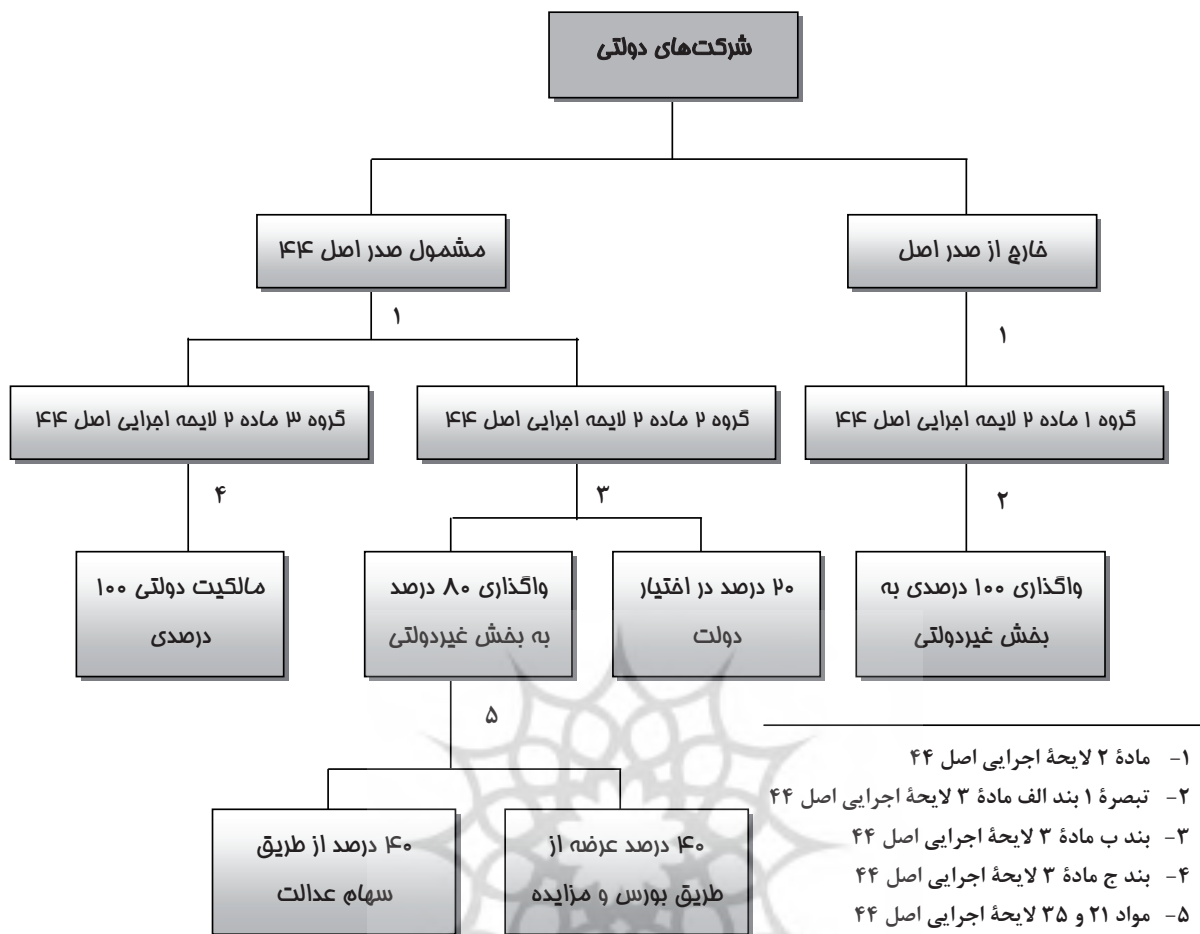 شرکت‌های دولتی
خارج از صدر اصل
مشمول صدر اصل ۴۴
۱
۱
گروه ۱ ماده ۲ لایحه اجرایی اصل ۴۴
گروه ۲ ماده ۲ لایحه اجرایی اصل ۴۴
گروه ۳ ماده ۲ لایحه اجرایی اصل ۴۴
۲
۳
۴
واگذاری ۱۰۰ درصدی به
بخش غیردولتی
۲۰ درصد در اختیار
دولت
واگذاری ۸۰ درصد
به بخش غیردولتی
مالکیت دولتی ۱۰۰
درصدی
۵
۴۰ درصد عرضه از
طریق بورس و مزایده
۴۰ درصد از طریق
سهام عدالت
۱- مادهٔ ۲ لایحهٔ اجرایی اصل ۴۴
۲- تبصرهٔ ۱ بند الف مادهٔ ۳ لایحهٔ اجرایی اصل ۴۴
۳- بند ب مادهٔ ۳ لایحهٔ اجرایی اصل ۴۴
۴- بند ج مادهٔ ۳ لایحهٔ اجرایی اصل ۴۴
۵- مواد ۲۱ و ۳۵ لایحهٔ اجرایی اصل ۴۴